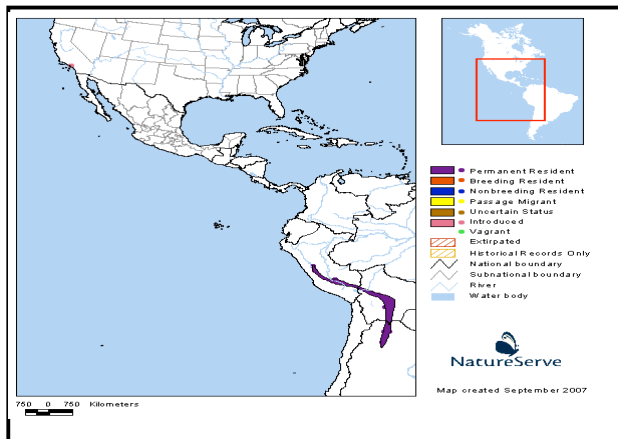 Permanent Resident
Breeding Resident
Nonbreeding Resident
Passage Migrant
Uncertain Status
Introduced
Vagrant
Extirpated
Historical Records Only
National boundary
Subnational boundary
River
Water body
NatureServe
Map created September 2007
750 0 750 Kilometers